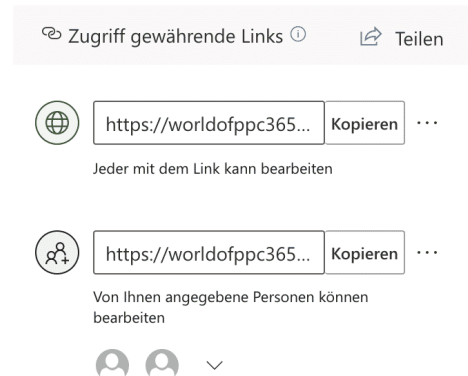 Zugriff gewährende Links
Teilen
https://worldofppc365...
Kopieren
Jeder mit dem Link kann bearbeiten
https://worldofppc365...
Kopieren
Von Ihnen angegebene Personen können
bearbeiten